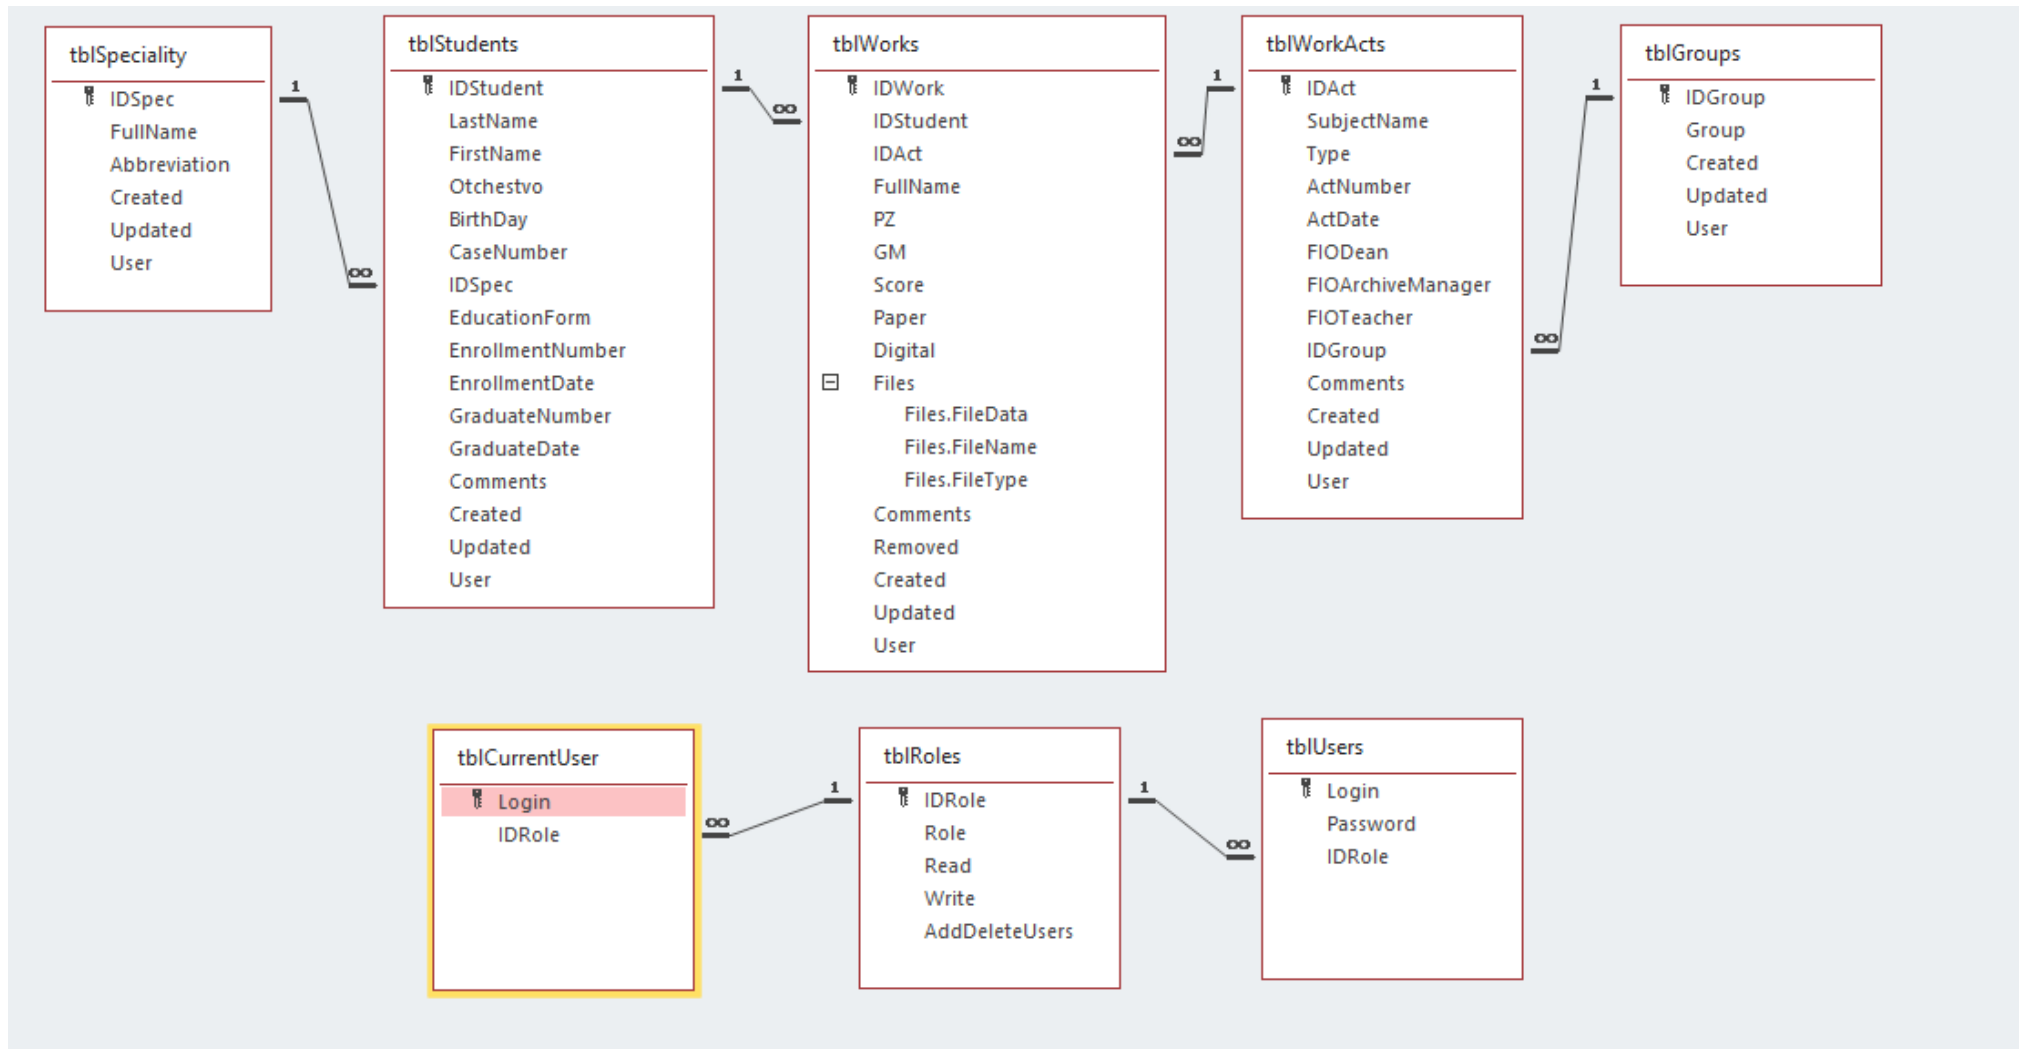 tblSpeciality
1
IDSpec
FullName
Abbreviation
Created
Updated
User
∞
tblStudents
IDStudent
LastName
FirstName
Otchestvo
BirthDay
CaseNumber
IDSpec
EducationForm
EnrollmentNumber
EnrollmentDate
GraduateNumber
GraduateDate
Comments
Created
Updated
User
1
∞
tblWorks
IDWork
IDStudent
IDAct
FullName
PZ
GM
Score
Paper
Digital
Files
Files.FileData
Files.FileName
Files.FileType
Comments
Removed
Created
Updated
User
1
∞
tblWorkActs
IDAct
SubjectName
Type
ActNumber
ActDate
FIODean
FIOArchiveManager
FIOTeacher
IDGroup
Comments
Created
Updated
User
1
∞
tblGroups
IDGroup
Group
Created
Updated
User
tblCurrentUser
Login
IDRole
∞
1
tblRoles
IDRole
Role
Read
Write
AddDeleteUsers
1
∞
tblUsers
Login
Password
IDRole